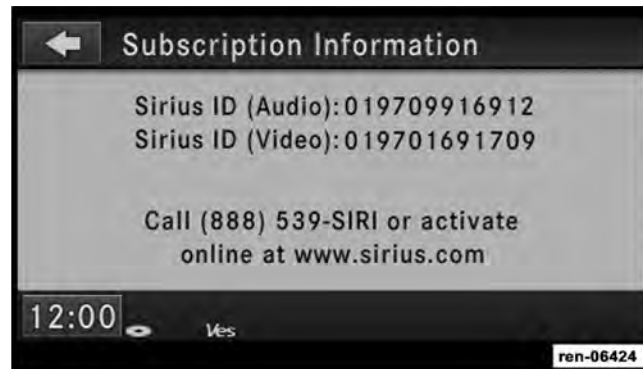 Subscription Information
Sirius ID (Audio):019709916912
Sirius ID (Video):019701691709
Call (888) 539-SIRI or activate
online at www.sirius.com
12:00
Ves
ren-06424